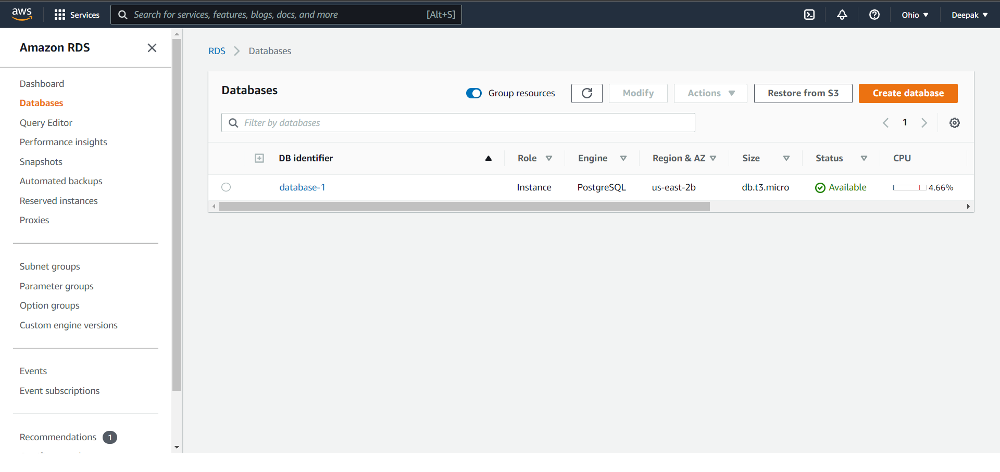 aws Services Search for services, features, blogs, docs, and more [Alt+S] Ohio Deepak
Amazon RDS
Dashboard
Databases
Query Editor
Performance insights
Snapshots
Automated backups
Reserved instances
Proxies
Subnet groups
Parameter groups
Option groups
Custom engine versions
Events
Event subscriptions
Recommendations 1
RDS Databases
Databases Group resources Modify Actions Restore from S3 Create database
Filter by databases 1
DB identifier Role Engine Region & AZ Size Status CPU
database-1 Instance PostgreSQL us-east-2b db.t3.micro Available 4.66%